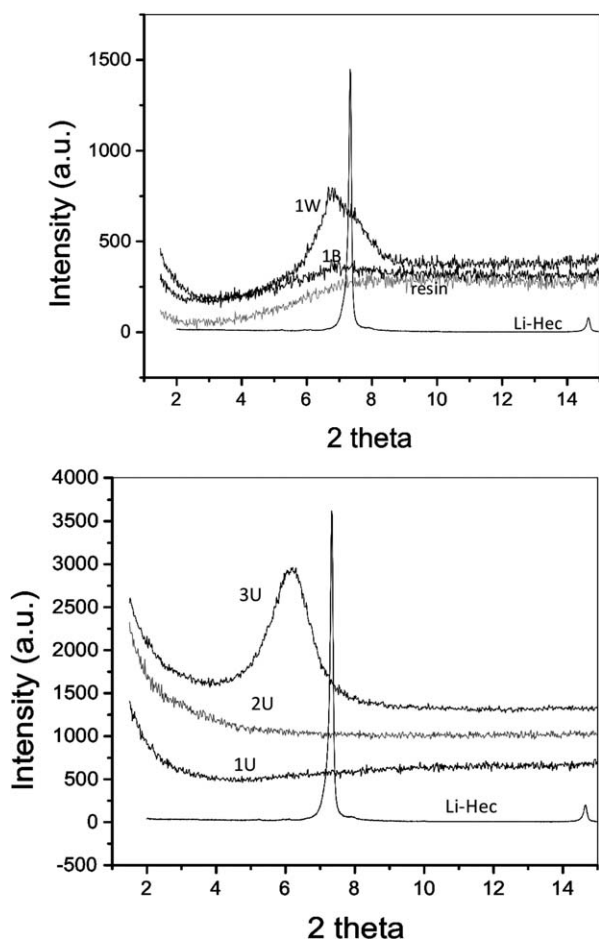 1500
1000
500
0
Intensity (a.u.)
1W
1B
resin
Li-Hec
2 4 6 8 10 12 14
2 theta
4000
3500
3000
2500
2000
1500
1000
500
0
-500
Intensity (a.u.)
3U
2U
1U
Li-Hec
2 4 6 8 10 12 14
2 theta